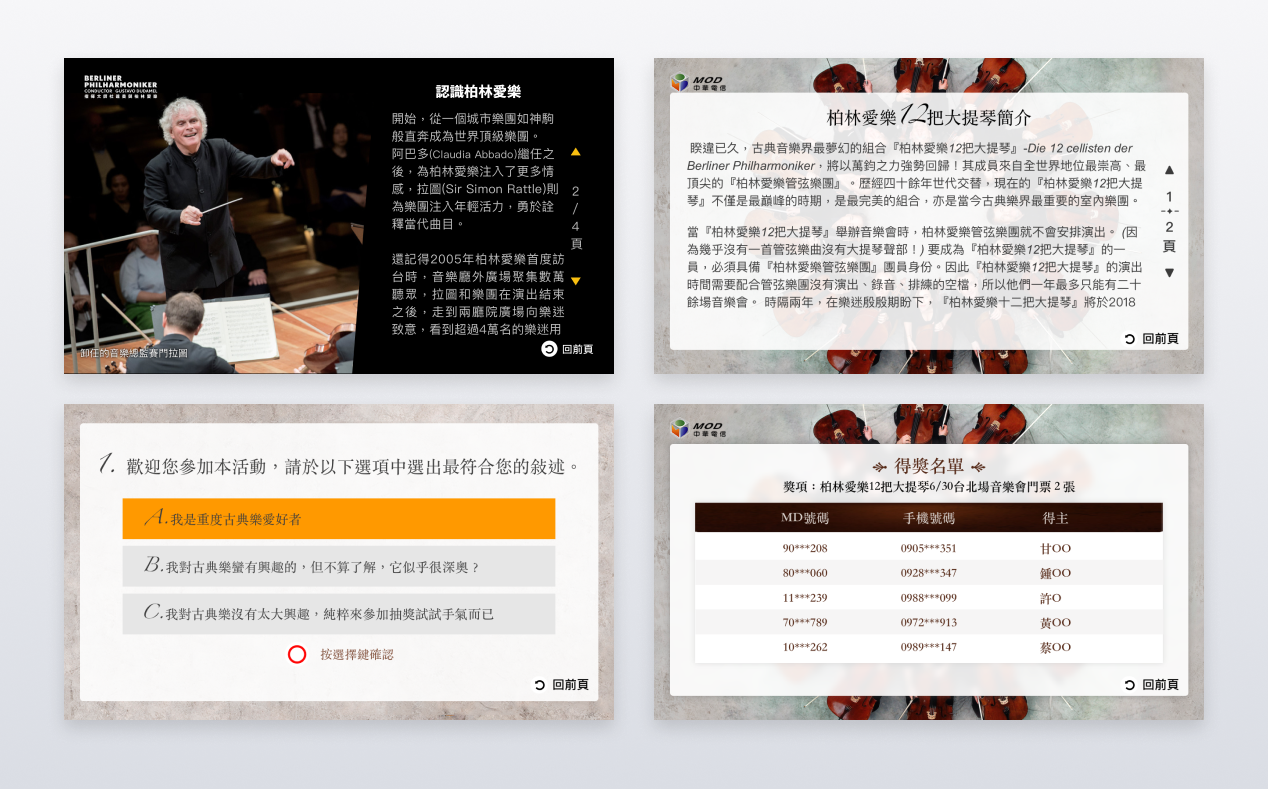 BERLINER
PHILHARMONIKER
CONDUCTOR GUSTAVO DUDAMEL
認識柏林愛樂
開始，從一個城市樂團如神駒
般直奔成為世界頂級樂團。
阿巴多(Claudia Abbado)繼任之
後，為柏林愛樂注入了更多情
感，拉圖(Sir Simon Rattle)則
為樂團注入年輕活力，勇於詮
釋當代曲目。
還記得2005年柏林愛樂首度訪
台時，音樂廳外廣場聚集數萬
聽眾，拉圖和樂團在演出結束
之後，走到兩廳院廣場向樂迷
致意，看到超過4萬名的樂迷用
2
/
4
頁
卸任的音樂總監賽門拉圖
回前頁
MOD
中華電信
柏林愛樂12把大提琴簡介
睽違已久，古典音樂界最夢幻的組合『柏林愛樂12把大提琴』-Die 12 cellisten der
Berliner Philharmoniker，將以萬鈞之力強勢回歸！其成員來自全世界地位最崇高、最
頂尖的『柏林愛樂管弦樂團』。歷經四十餘年世代交替，現在的『柏林愛樂12把大提
琴』不僅是最巔峰的時期，是最完美的組合，亦是當今古典樂界最重要的室內樂團。
當『柏林愛樂12把大提琴』舉辦音樂會時，柏林愛樂管弦樂團就不會安排演出。 (因
為幾乎沒有一首管弦樂曲沒有大提琴聲部！) 要成為『柏林愛樂12把大提琴』的一
員，必須具備『柏林愛樂管弦樂團』團員身份。因此『柏林愛樂12把大提琴』的演出
時間需要配合管弦樂團沒有演出、錄音、排練的空檔，所以他們一年最多只能有二十
餘場音樂會。 時隔兩年，在樂迷殷殷期盼下，『柏林愛樂十二把大提琴』將於2018
1
2
頁
回前頁
1. 歡迎您參加本活動，請於以下選項中選出最符合您的敍述。
A.我是重度古典樂愛好者
B.我對古典樂蠻有興趣的，但不算了解，它似乎很深奧？
C.我對古典樂沒有太大興趣，純粹來參加抽獎試試手氣而已
按選擇鍵確認
回前頁
MOD
中華電信
得獎名單
獎項：柏林愛樂12把大提琴6/30台北場音樂會門票 2 張
MD號碼 手機號碼 得主
90***208 0905***351 甘OO
80***060 0928***347 鍾OO
11***239 0988***099 許O
70***789 0972***913 黃OO
10***262 0989***147 蔡OO
回前頁